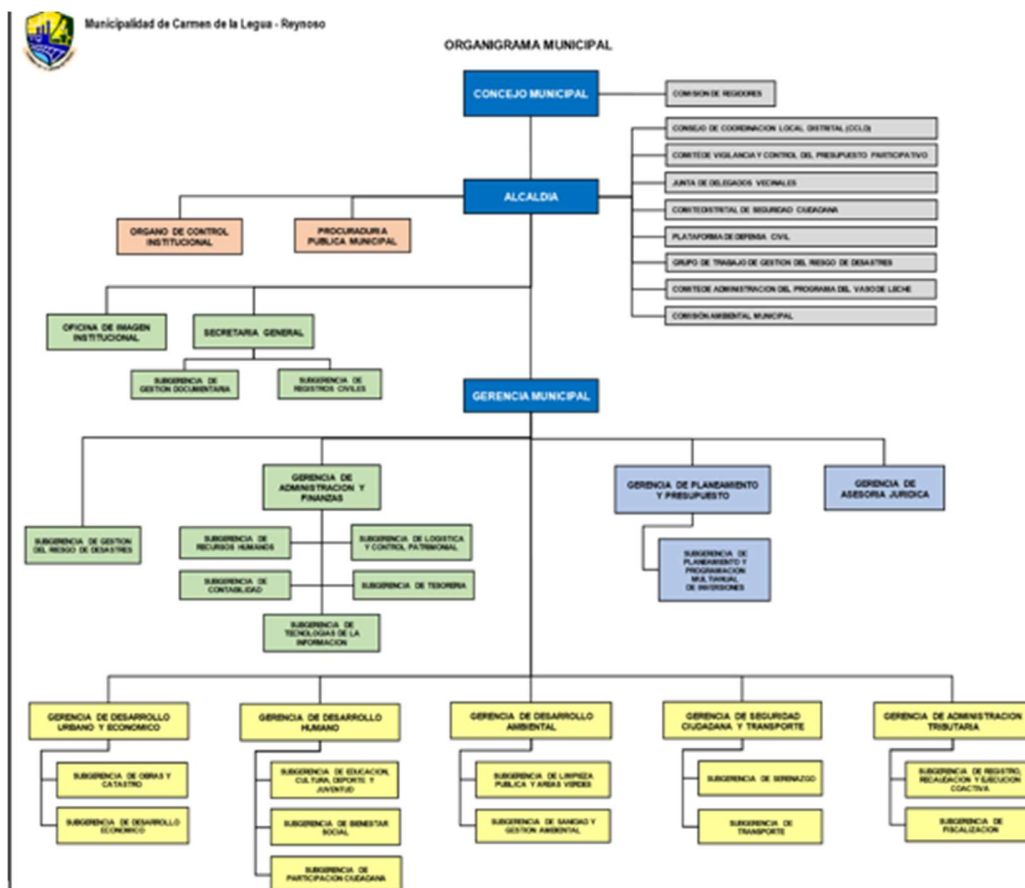 Municipalidad de Carmen de la Legua - Reynoso
ORGANIGRAMA MUNICIPAL
CONCEJO MUNICIPAL
COMISION DE REGIDORES
CONSEJO DE COORDINACION LOCAL DISTRITAL (CCLD)
COMITÉ DE VIGILANCIA Y CONTROL DEL PRESUPUESTO PARTICIPATIVO
JUNTA DE DELEGADOS VECINALES
COMITE DISTRITAL DE SEGURIDAD CIUDADANA
PLATAFORMA DE DEFENSA CIVIL
GRUPO DE TRABAJO DE GESTION DEL RIESGO DE DESASTRES
COMITE DE ADMINISTRACION DEL PROGRAMA DEL VASO DE LECHE
COMISIÓN AMBIENTAL MUNICIPAL
ALCALDIA
ORGANO DE CONTROL
INSTITUCIONAL
PROCURADURIA
PUBLICA MUNICIPAL
OFICINA DE IMAGEN
INSTITUCIONAL
SECRETARIA GENERAL
SUBGERENCIA DE
GESTION DOCUMENTARIA
SUBGERENCIA DE
REGISTROS CIVILES
GERENCIA MUNICIPAL
SUBGERENCIA DE GESTION
DEL RIESGO DE DESASTRES
GERENCIA DE
ADMINISTRACION Y
FINANZAS
SUBGERENCIA DE
RECURSOS HUMANOS
SUBGERENCIA DE LOGISTICA
Y CONTROL PATRIMONIAL
SUBGERENCIA DE
CONTABILIDAD
SUBGERENCIA DE TESORERIA
SUBGERENCIA DE
TECNOLOGIAS DE LA
INFORMACION
GERENCIA DE PLANEAMIENTO
Y PRESUPUESTO
SUBGERENCIA DE
PLANEAMIENTO Y
PROGRAMACION
MULTIANUAL
DE INVERSIONES
GERENCIA DE
ASESORIA JURIDICA
GERENCIA DE DESARROLLO
URBANO Y ECONOMICO
SUBGERENCIA DE OBRAS Y
CATASTRO
SUBGERENCIA DE DESARROLLO
ECONOMICO
GERENCIA DE DESARROLLO
HUMANO
SUBGERENCIA DE EDUCACION,
CULTURA, DEPORTE Y
JUVENTUD
SUBGERENCIA DE BIENESTAR
SOCIAL
SUBGERENCIA DE
PARTICIPACION CIUDADANA
GERENCIA DE DESARROLLO
AMBIENTAL
SUBGERENCIA DE LIMPIEZA
PUBLICA Y AREAS VERDES
SUBGERENCIA DE SANIDAD Y
GESTION AMBIENTAL
GERENCIA DE SEGURIDAD
CIUDADANA Y TRANSPORTE
SUBGERENCIA DE SERENAZGO
SUBGERENCIA DE
TRANSPORTE
GERENCIA DE ADMINISTRACION
TRIBUTARIA
SUBGERENCIA DE REGISTRO,
RECAUDACION Y EJECUCION
COACTIVA
SUBGERENCIA DE
FISCALIZACION